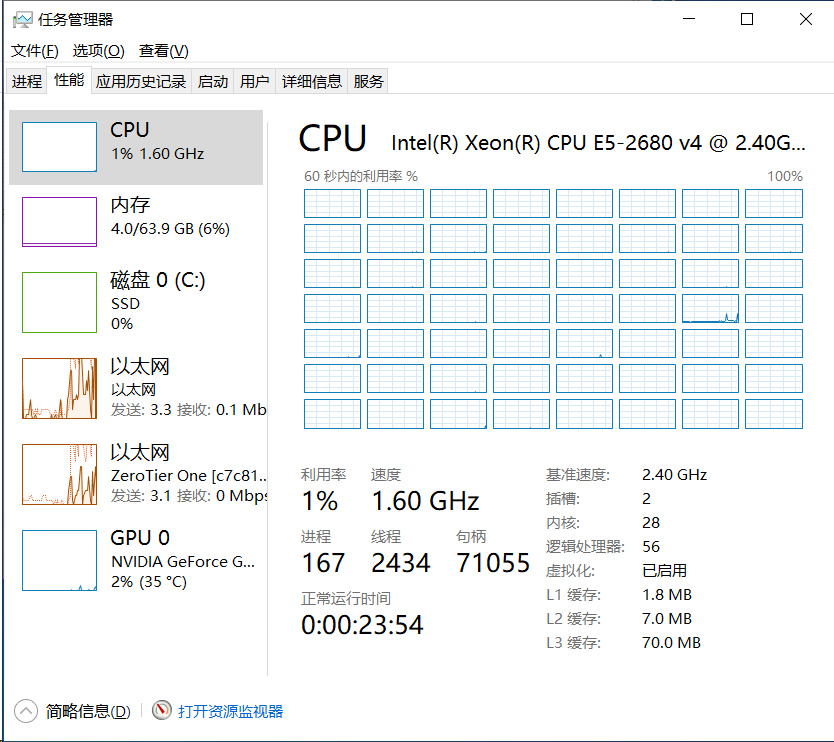 任务管理器
文件(F) 选项(O) 查看(V)
进程 性能 应用历史记录 启动 用户 详细信息 服务
CPU
1% 1.60 GHz
内存
4.0/63.9 GB (6%)
磁盘 0 (C:)
SSD
0%
以太网
以太网
发送: 3.3 接收: 0.1 Mb
以太网
ZeroTier One [c7c81...
发送: 3.1 接收: 0 Mbps
GPU 0
NVIDIA GeForce G...
2% (35 °C)
CPU Intel(R) Xeon(R) CPU E5-2680 v4 @ 2.40G...
60 秒内的利用率 % 100%
利用率 速度
1% 1.60 GHz
进程 线程 句柄
167 2434 71055
正常运行时间
0:00:23:54
基准速度: 2.40 GHz
插槽: 2
内核: 28
逻辑处理器: 56
虚拟化: 已启用
L1 缓存: 1.8 MB
L2 缓存: 7.0 MB
L3 缓存: 70.0 MB
简略信息(D) 打开资源监视器